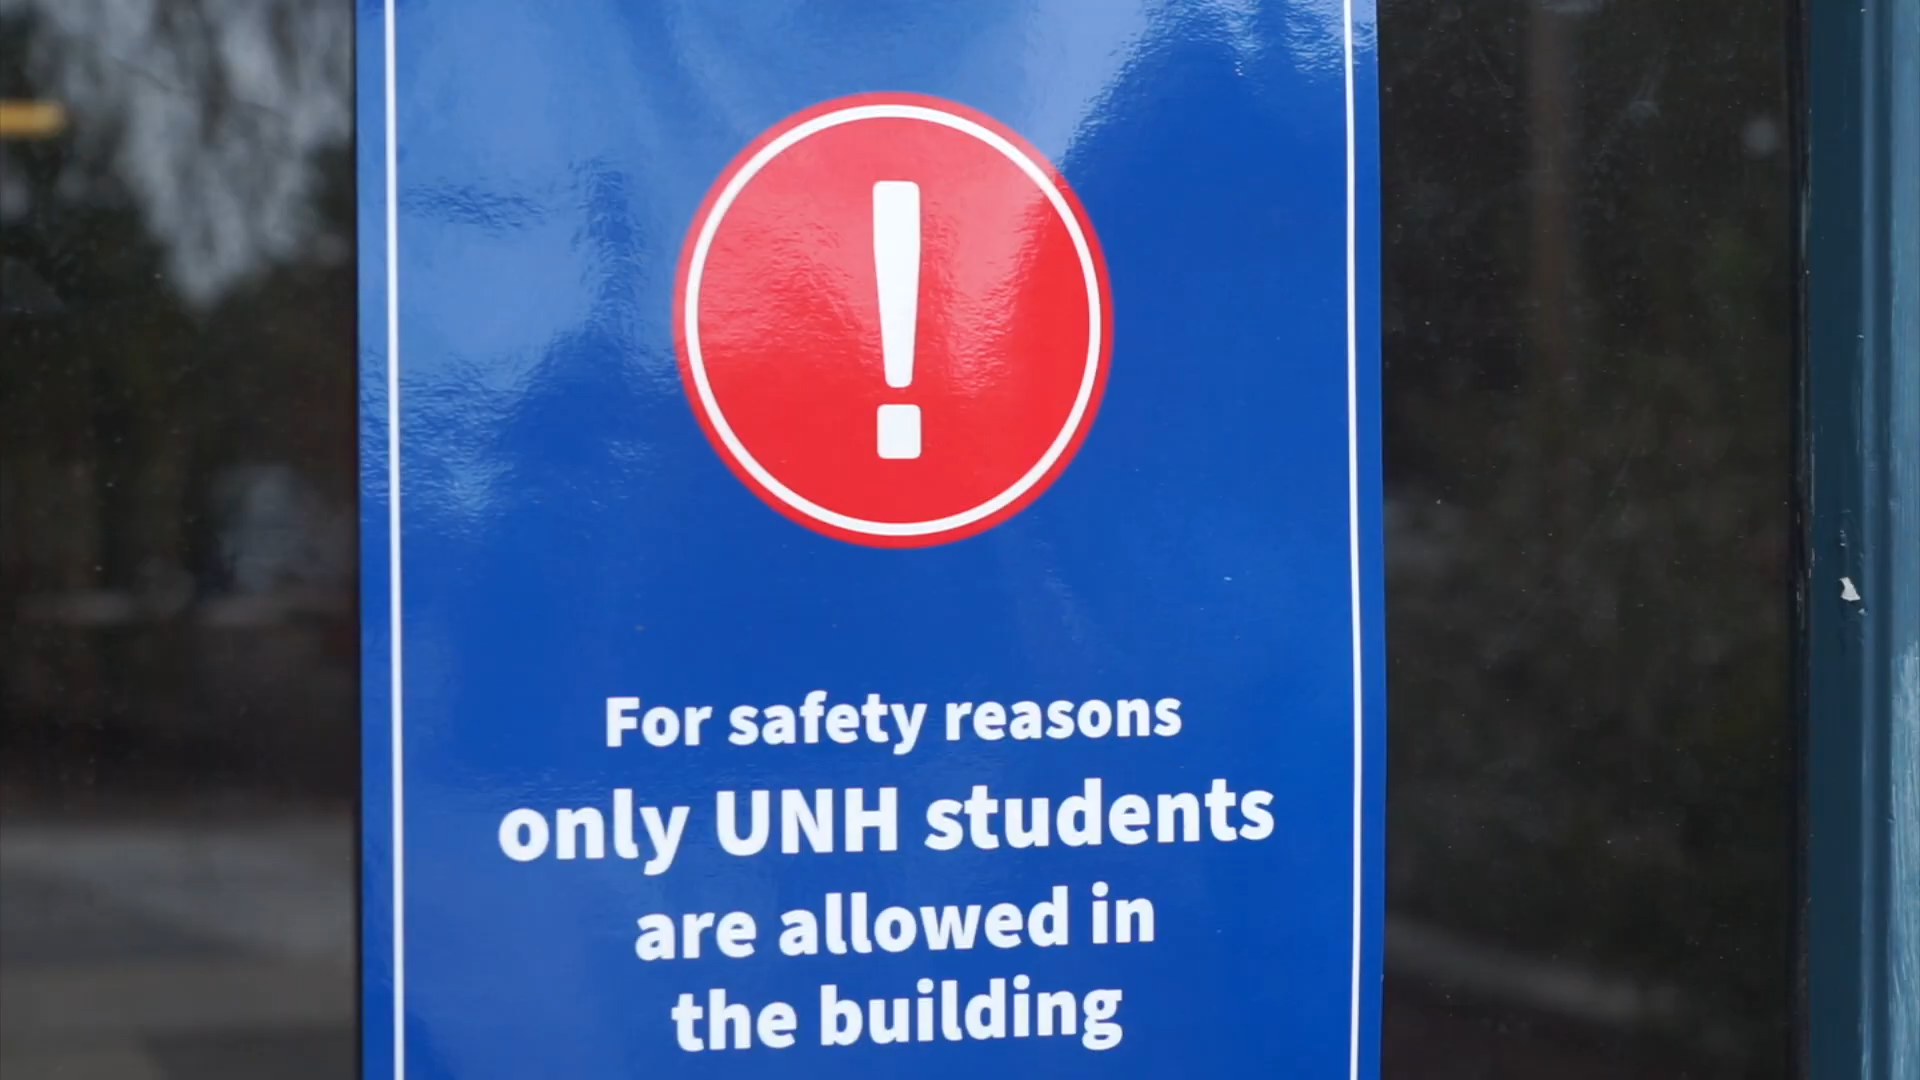 For safety reasons
only UNH students
are allowed in
the building